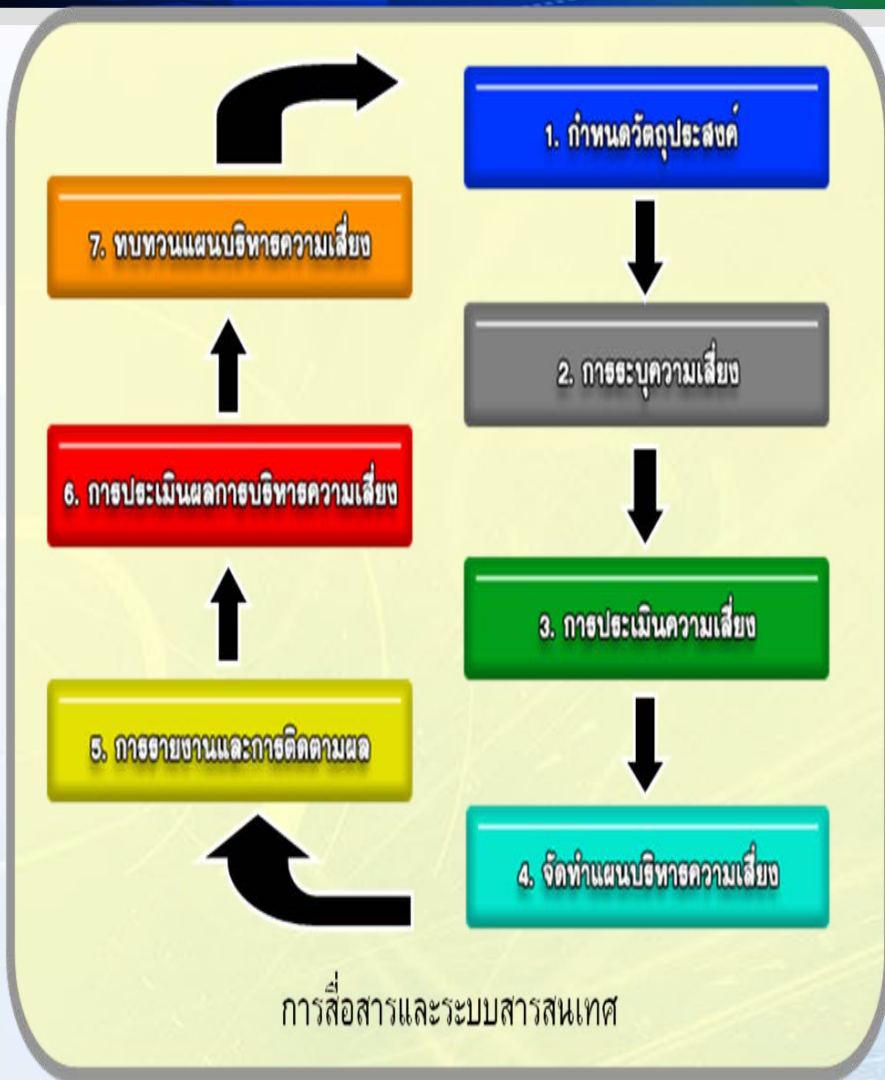 1. กำหนดวัตถุประสงค์
2. การระบุความเสี่ยง
3. การประเมินความเสี่ยง
4. จัดทำแผนบริหารความเสี่ยง
5. การรายงานและการติดตามผล
6. การประเมินผลการบริหารความเสี่ยง
7. ทบทวนแผนบริหารความเสี่ยง
การสื่อสารและระบบสารสนเทศ